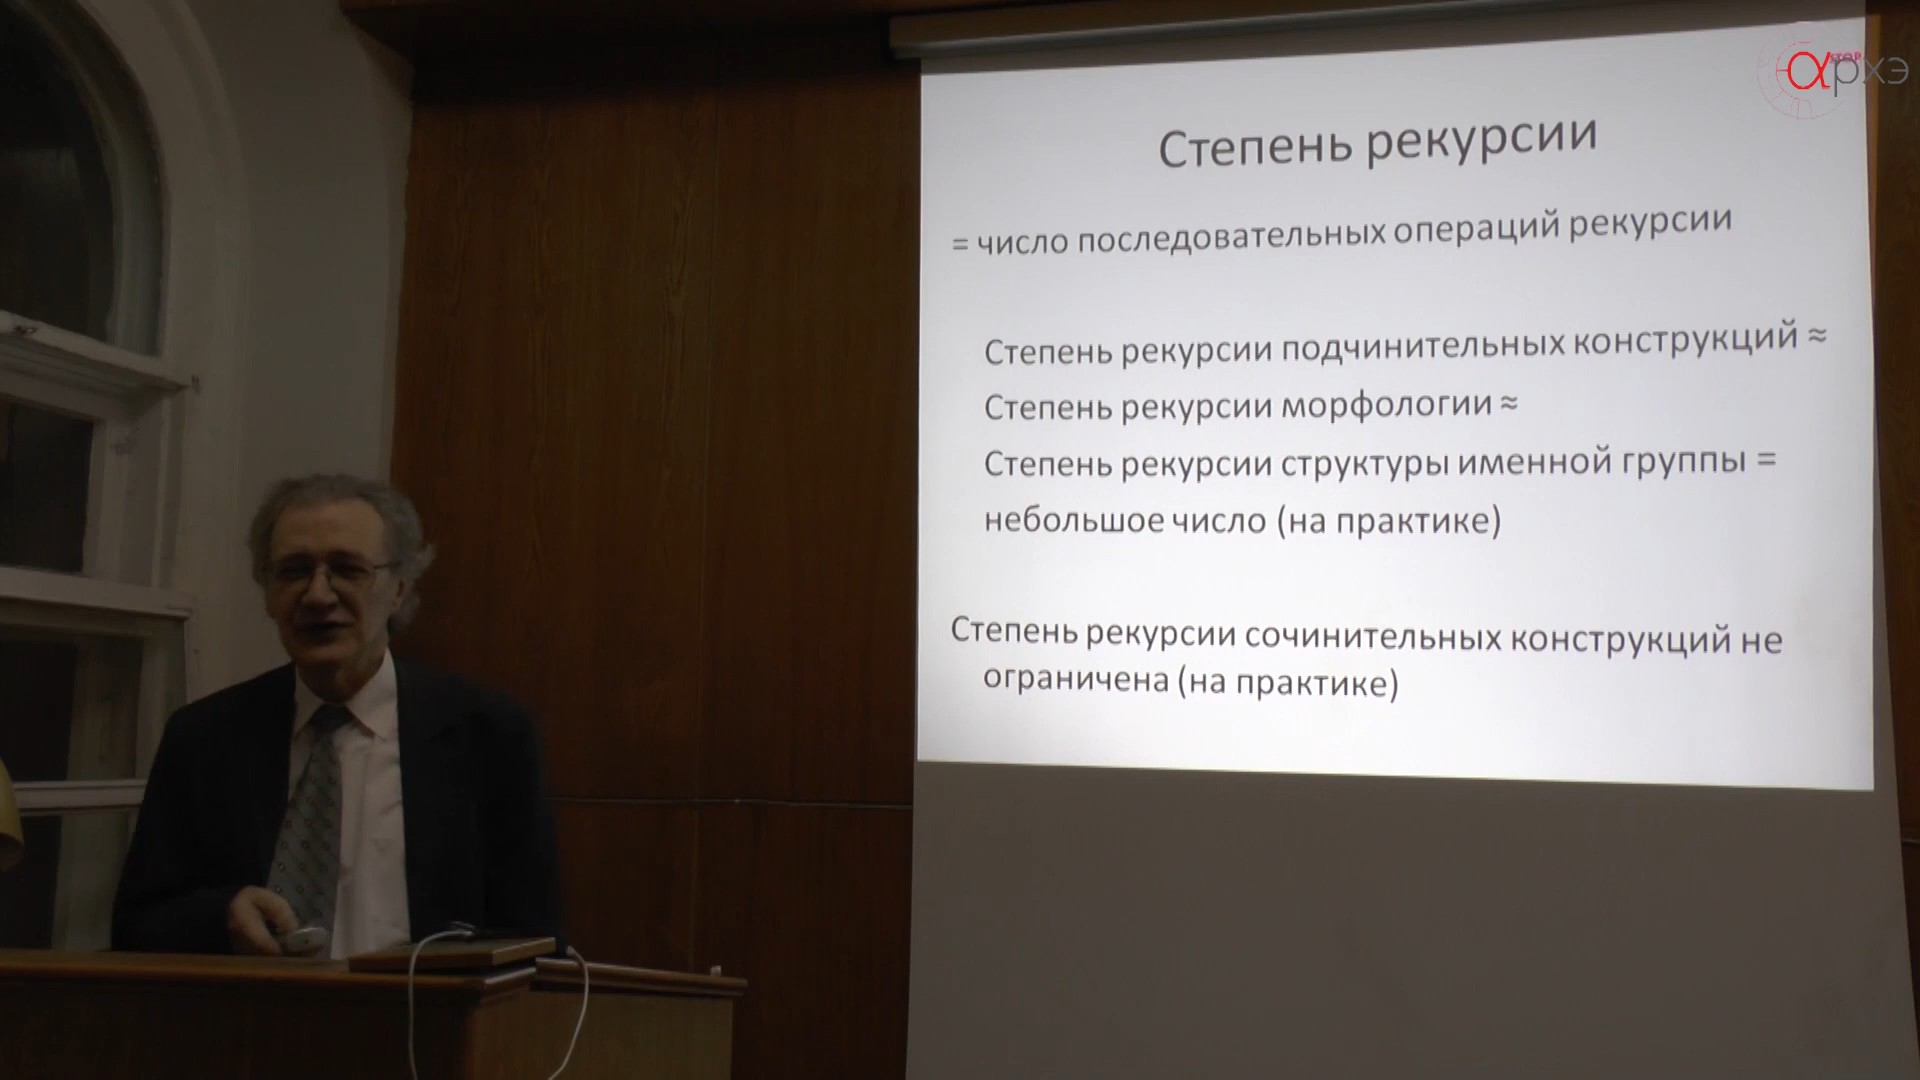 αрхэ
Степень рекурсии
= число последовательных операций рекурсии
Степень рекурсии подчинительных конструкций ≈
Степень рекурсии морфологии ≈
Степень рекурсии структуры именной группы =
небольшое число (на практике)
Степень рекурсии сочинительных конструкций не
ограничена (на практике)